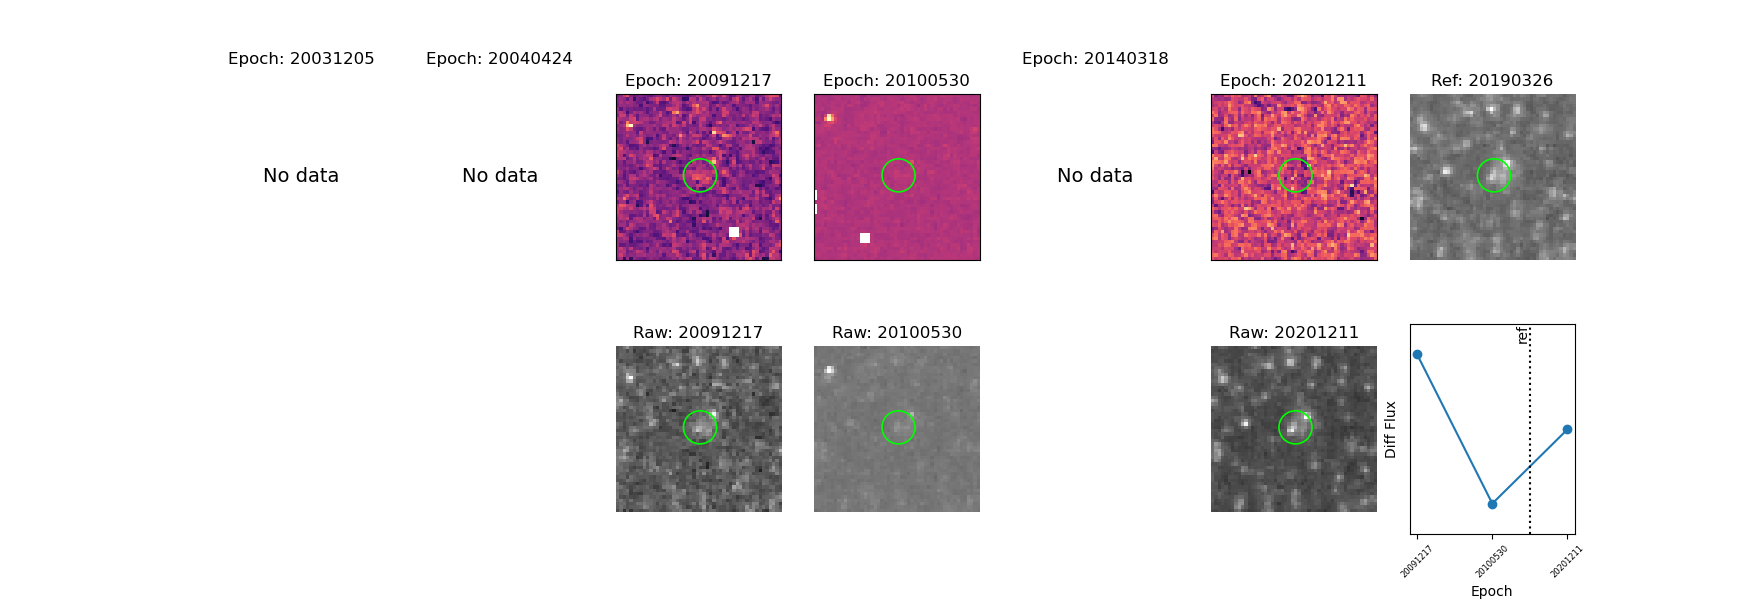 Epoch: 20031205
Epoch: 20040424
Epoch: 20140318
Epoch: 20091217
Epoch: 20100530
Epoch: 20201211
Ref: 20190326
No data
No data
No data
Raw: 20091217
Raw: 20100530
Raw: 20201211
ref
Diff Flux
20091217
20100530
20201211
Epoch